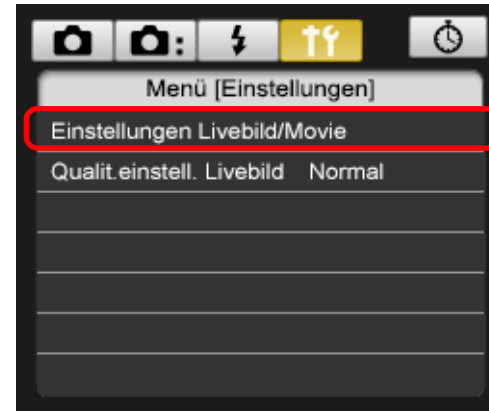 Menü [Einstellungen]
Einstellungen Livebild/Movie
Qualit.einstell. Livebild Normal